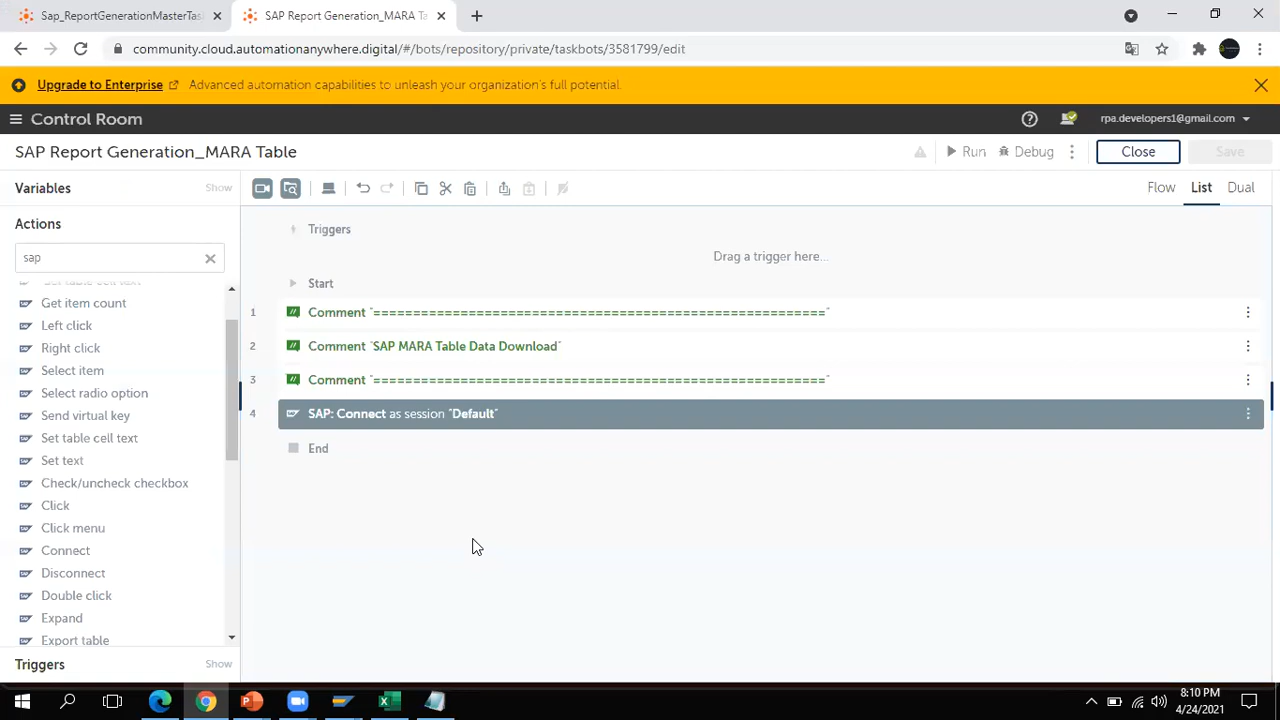 Sap_ReportGenerationMasterTas
SAP Report Generation_MARA Ta
community.cloud.automationanywhere.digital/#/bots/repository/private/taskbots/3581799/edit
Upgrade to Enterprise Advanced automation capabilities to unleash your organization's full potential.
Control Room
rpa.developers1@gmail.com
SAP Report Generation_MARA Table
Run
Debug
Close
Save
Variables
Show
Flow
List
Dual
Actions
sap
Get table cell text
Get item count
Left click
Right click
Select item
Select radio option
Send virtual key
Set table cell text
Set text
Check/uncheck checkbox
Click
Click menu
Connect
Disconnect
Double click
Expand
Export table
Triggers
Show
Triggers
Drag a trigger here...
Start
1 Comment "========================================================"
2 Comment "SAP MARA Table Data Download"
3 Comment "========================================================"
4 SAP: Connect as session "Default"
End
8:10 PM
4/24/2021